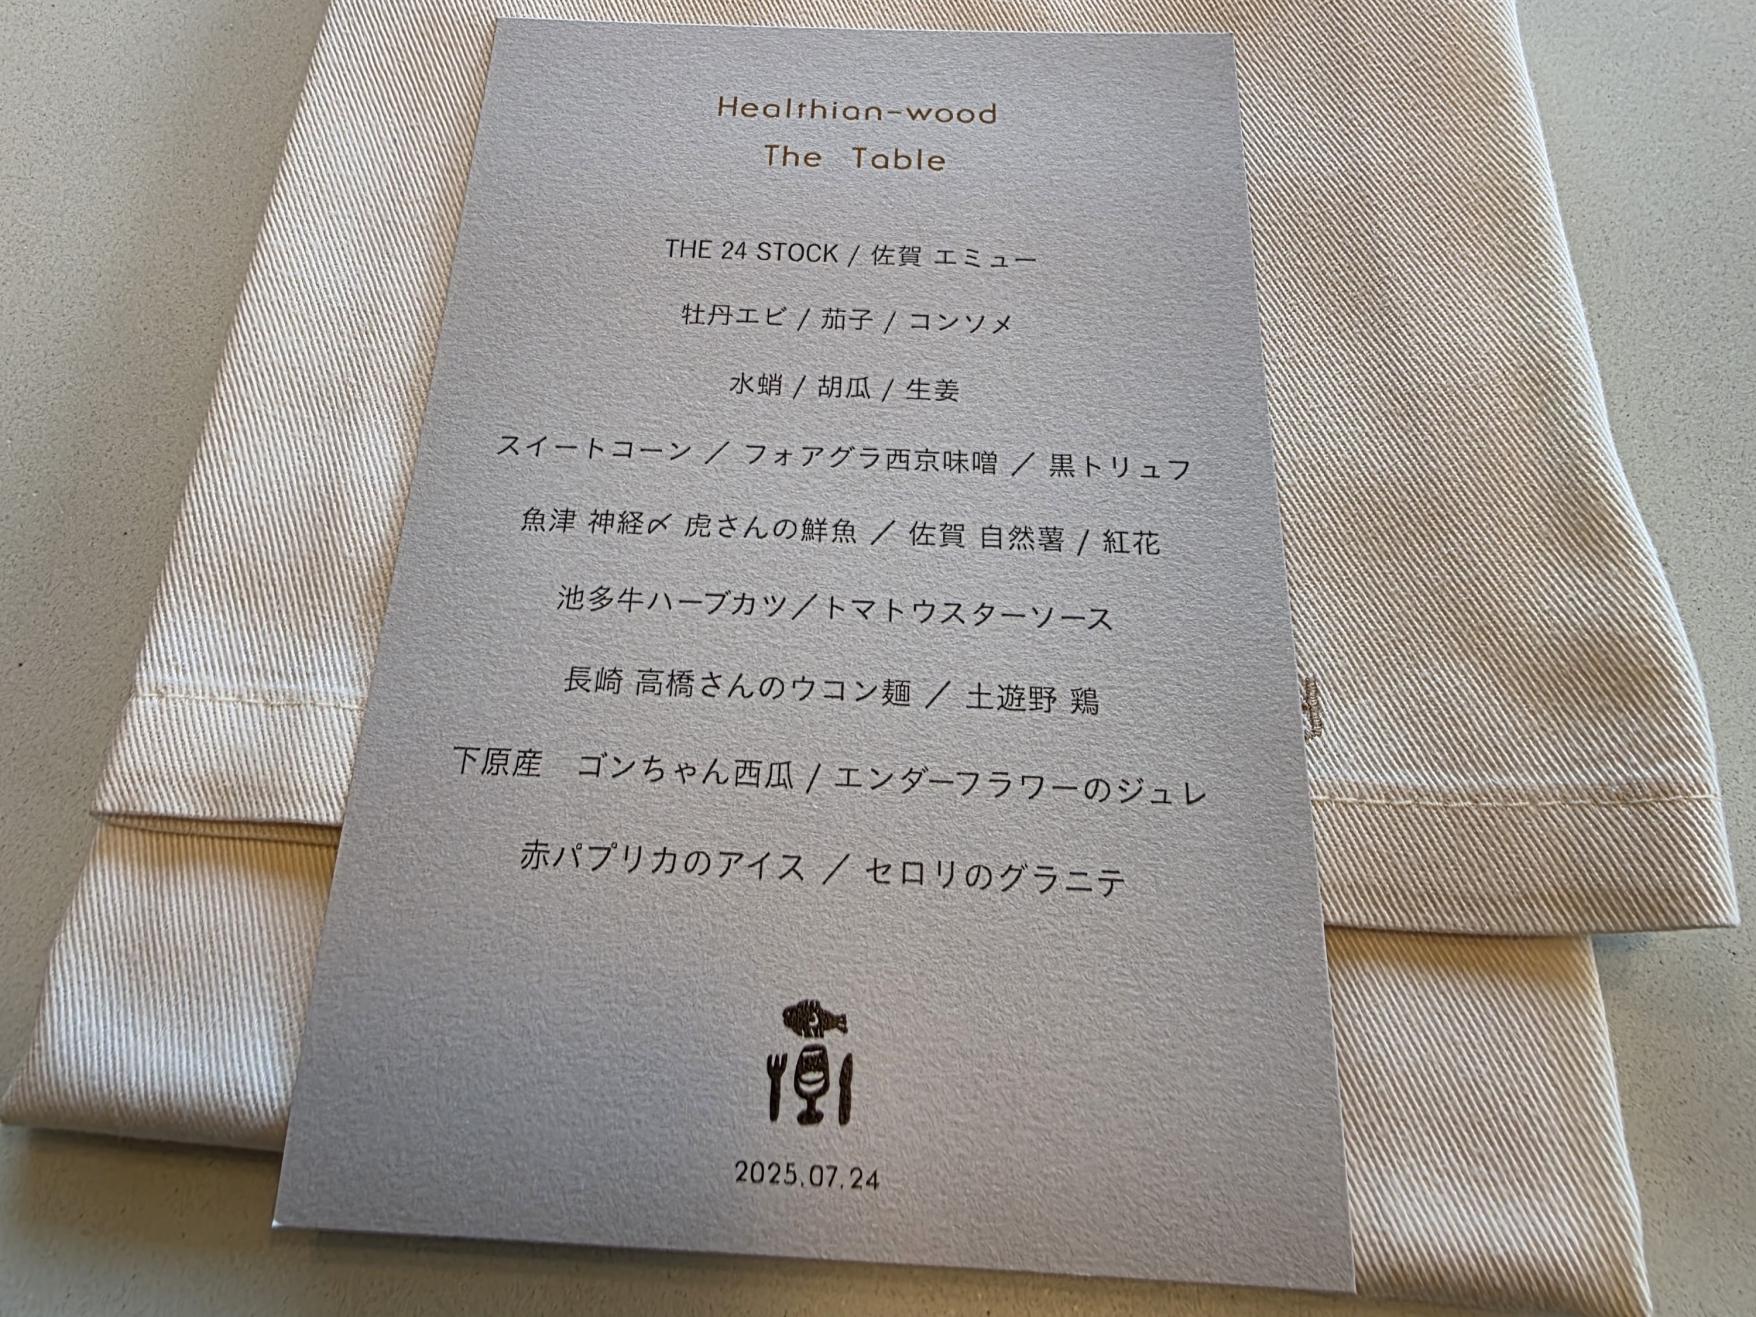 Healthian-wood
The Table
THE 24 STOCK / 佐賀 エミュー
牡丹エビ / 茄子 / コンソメ
水蛸 / 胡瓜 / 生姜
スイートコーン ／ フォアグラ西京味噌 ／ 黒トリュフ
魚津 神経〆 虎さんの鮮魚 ／ 佐賀 自然薯 / 紅花
池多牛ハーブカツ／トマトウスターソース
長崎 高橋さんのウコン麺 ／ 土遊野 鶏
下原産　ゴンちゃん西瓜 / エンダーフラワーのジュレ
赤パプリカのアイス ／ セロリのグラニテ
2025.07.24